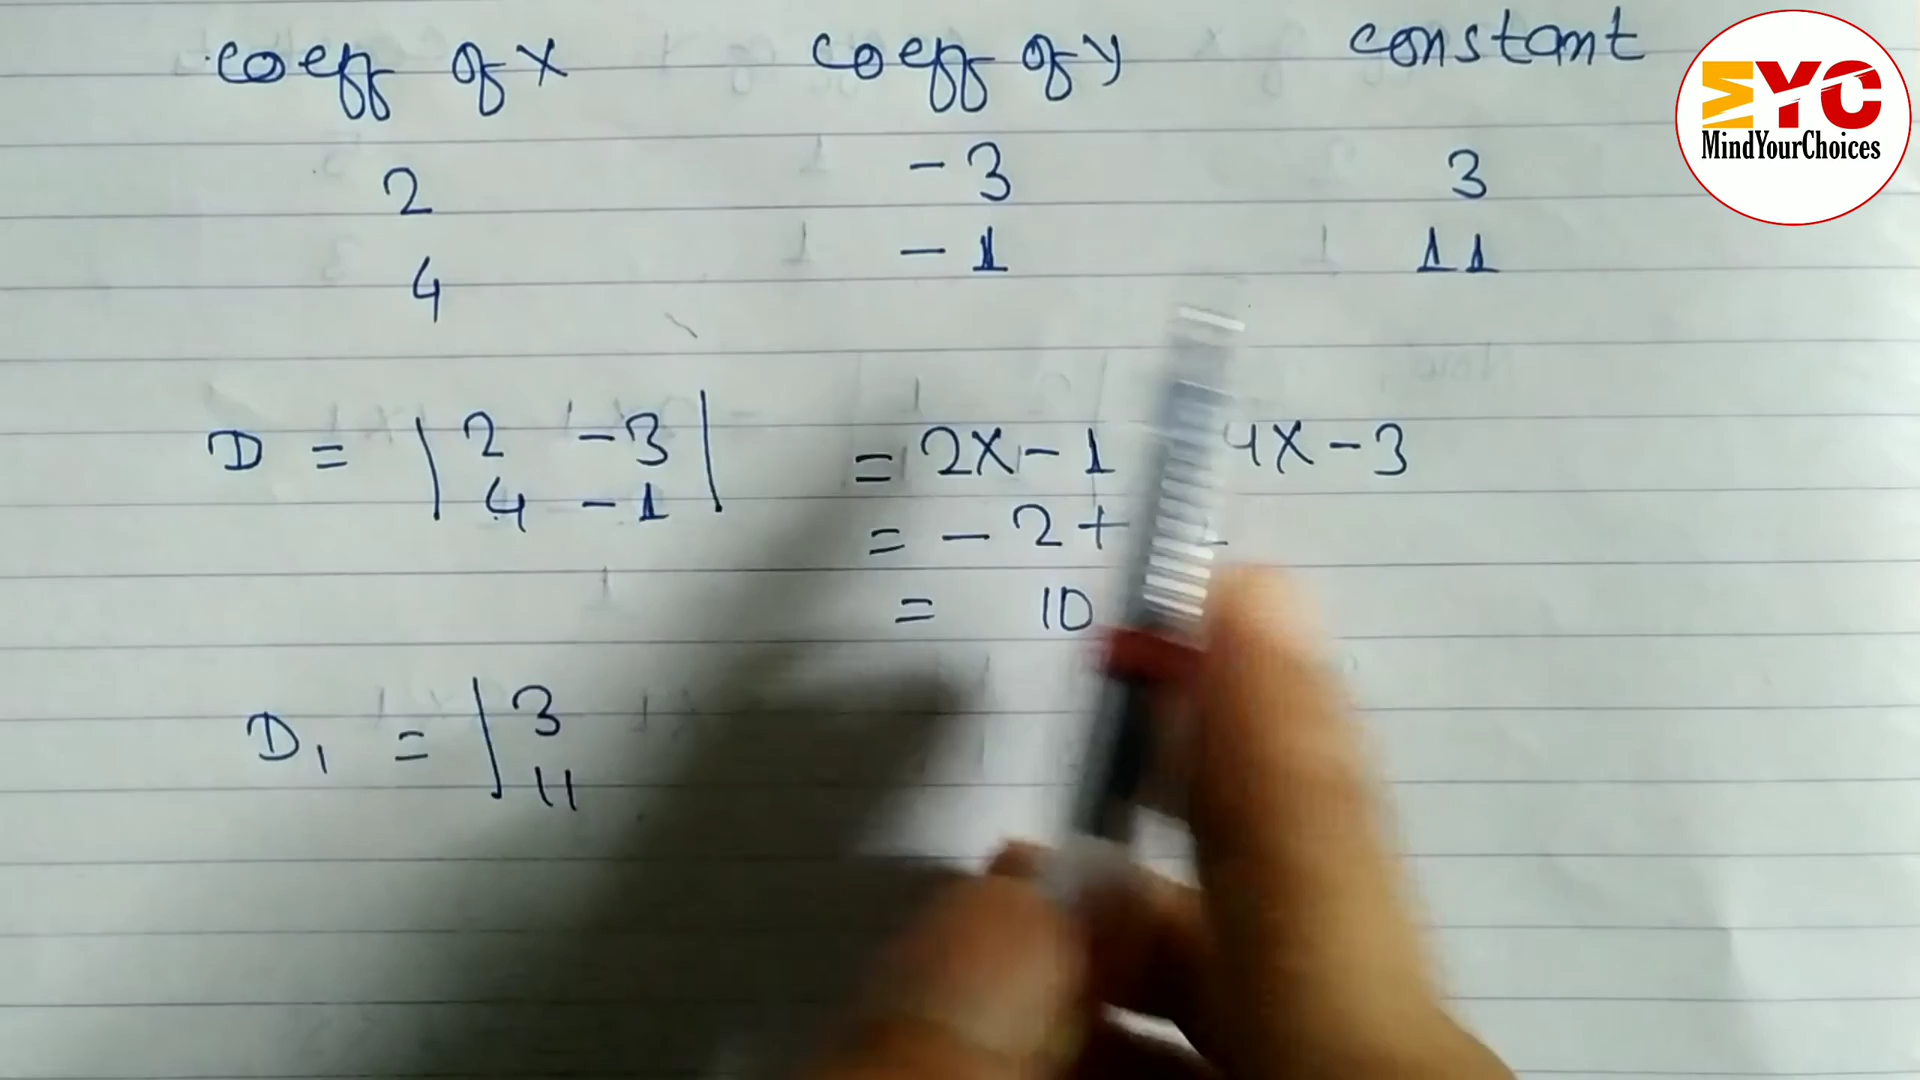 coeff of x coeff of y constant
MYC
MindYourChoices
2 -3 3
4 -1 11
D = | 2 -3 | = 2x-1 4x-3
| 4 -1 | = -2+
= 10
D1 = | 3
| 11